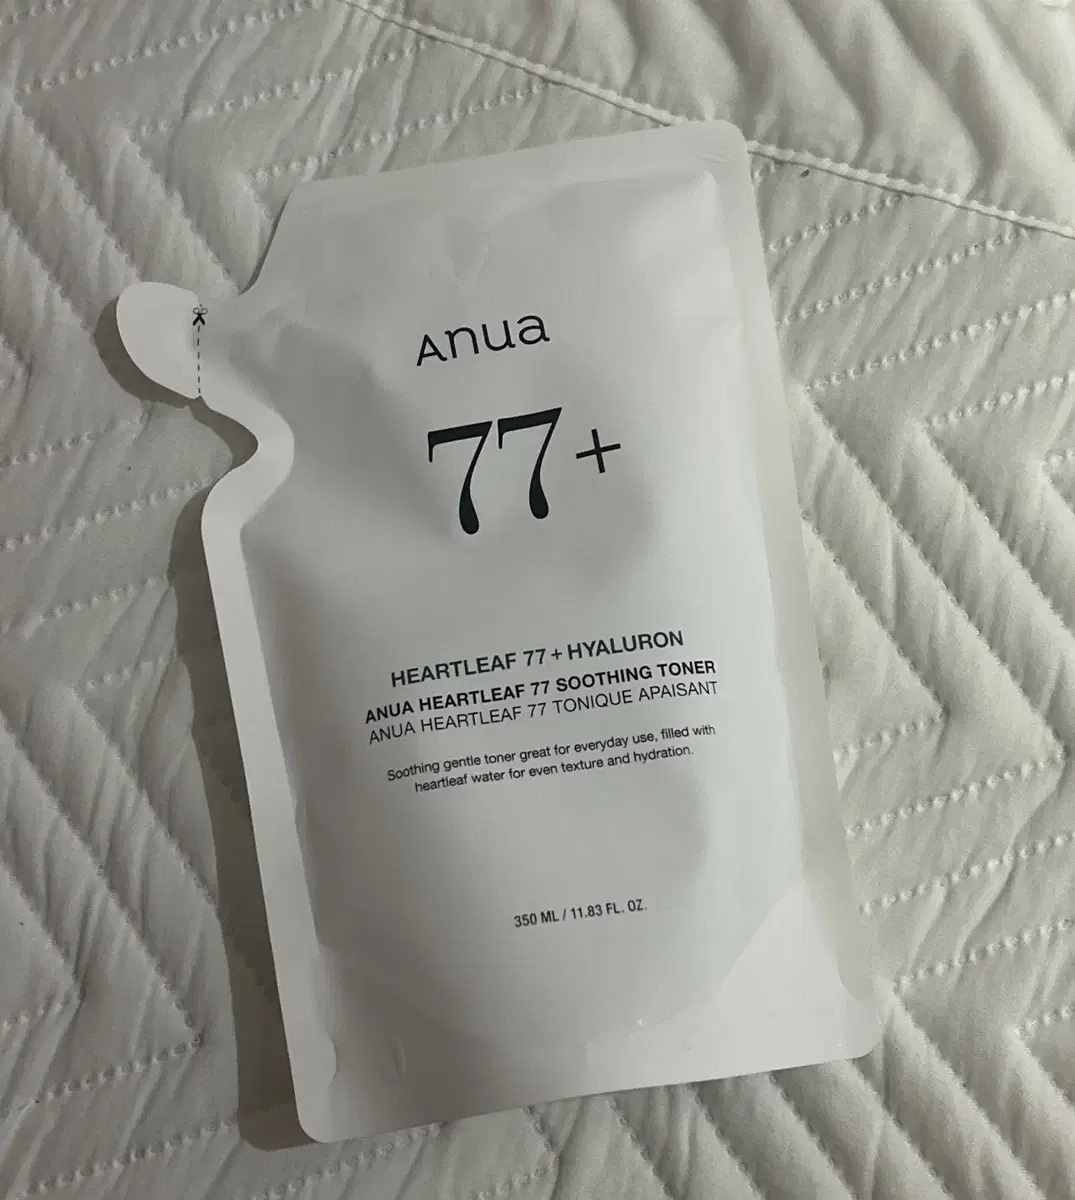 Anua
77+
HEARTLEAF 77 + HYALURON
ANUA HEARTLEAF 77 SOOTHING TONER
ANUA HEARTLEAF 77 TONIQUE APAISANT
Soothing gentle toner great for everyday use, filled with
heartleaf water for even texture and hydration.
350 ML / 11.83 FL. OZ.